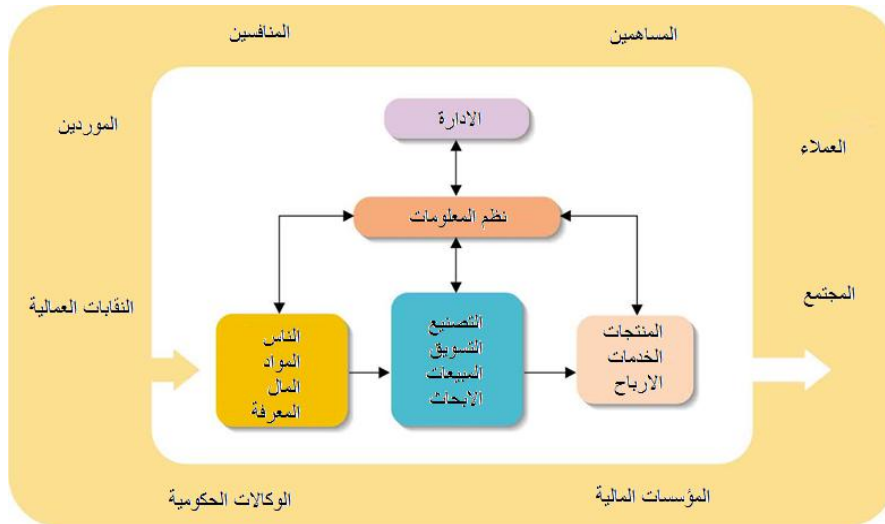 المساهمين
المنافسين
العملاء
الموردين
الادارة
نظم المعلومات
المجتمع
النقابات العمالية
المنتجات
الخدمات
الارباح
التصنيع
التسويق
المبيعات
الابحاث
الناس
المواد
المال
المعرفة
المؤسسات المالية
الوكالات الحكومية